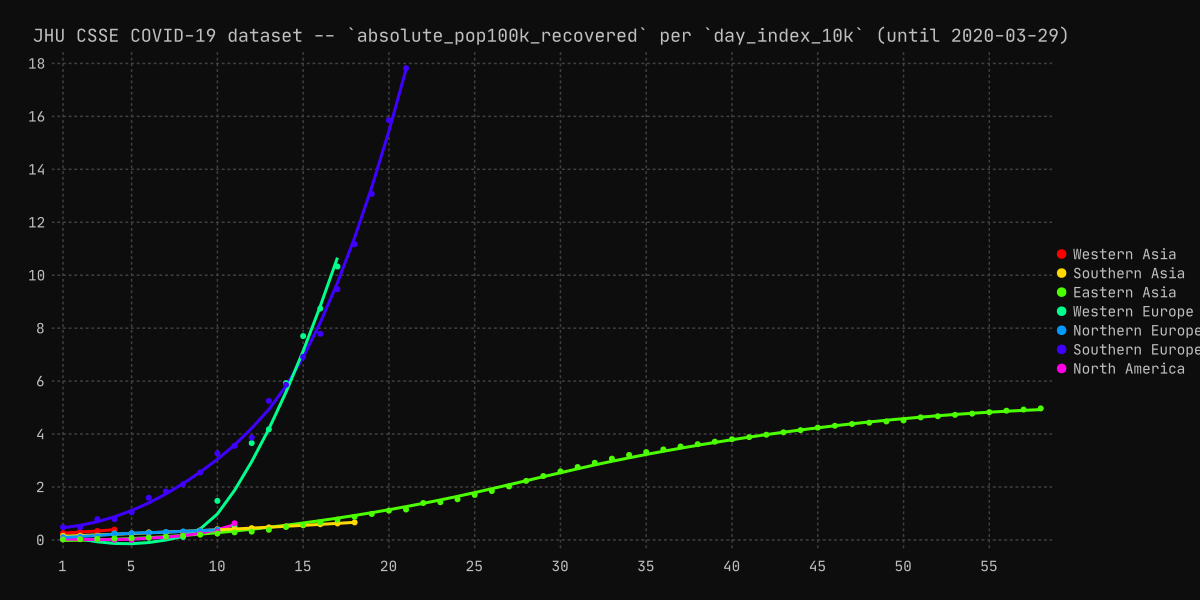 JHU CSSE COVID-19 dataset -- `absolute_pop100k_recovered` per `day_index_10k` (until 2020-03-29)
18
16
14
12
10
8
6
4
2
0
1 5 10 15 20 25 30 35 40 45 50 55
Western Asia
Southern Asia
Eastern Asia
Western Europe
Northern Europe
Southern Europe
North America